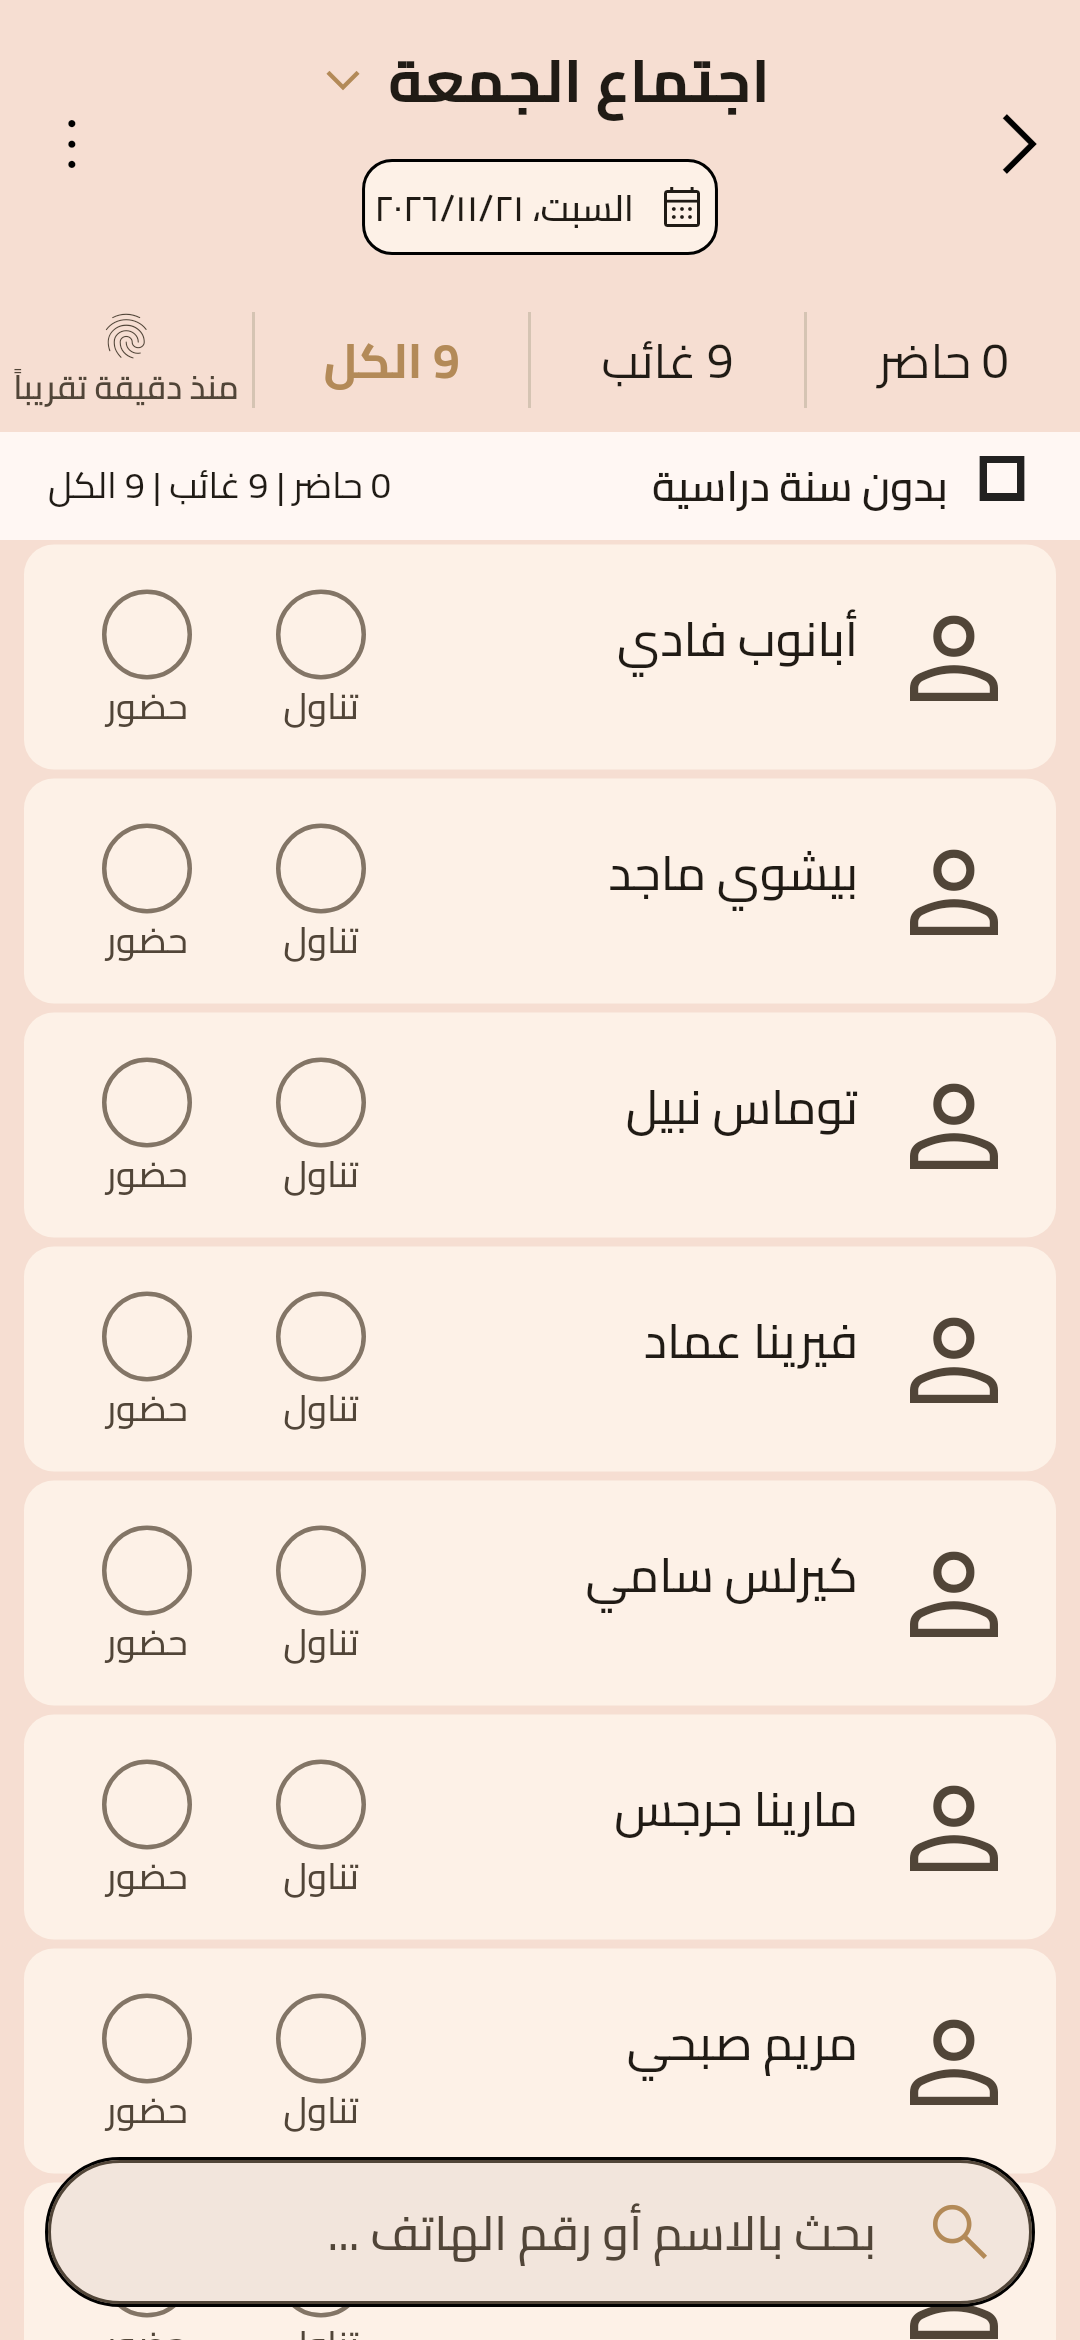 اجتماع الجمعة
السبت، ٢٠٢٦/١١/٢١
0 حاضر
9 غائب
9 الكل
منذ دقيقة تقريباً
بدون سنة دراسية
0 حاضر | 9 غائب | 9 الكل
أبانوب فادي
تناول
حضور
بيشوي ماجد
تناول
حضور
توماس نبيل
تناول
حضور
فيرينا عماد
تناول
حضور
كيرلس سامي
تناول
حضور
مارينا جرجس
تناول
حضور
مريم صبحي
تناول
حضور
بحث بالاسم أو رقم الهاتف ...